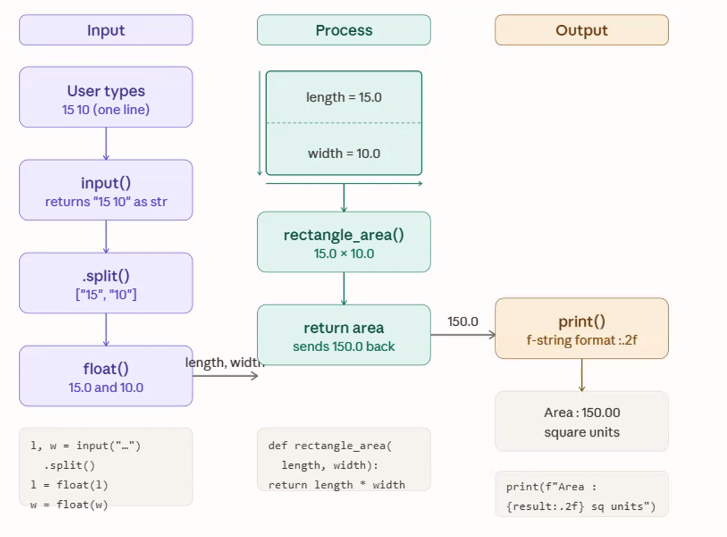 Input
User types
15 10 (one line)
input()
returns "15 10" as str
.split()
["15", "10"]
float()
15.0 and 10.0
length, width
l, w = input("…")
.split()
l = float(l)
w = float(w)
Process
length = 15.0
width = 10.0
rectangle_area()
15.0 × 10.0
return area
sends 150.0 back
150.0
def rectangle_area(
length, width):
return length * width
Output
print()
f-string format :.2f
Area : 150.00
square units
print(f"Area :
{result:.2f} sq units")